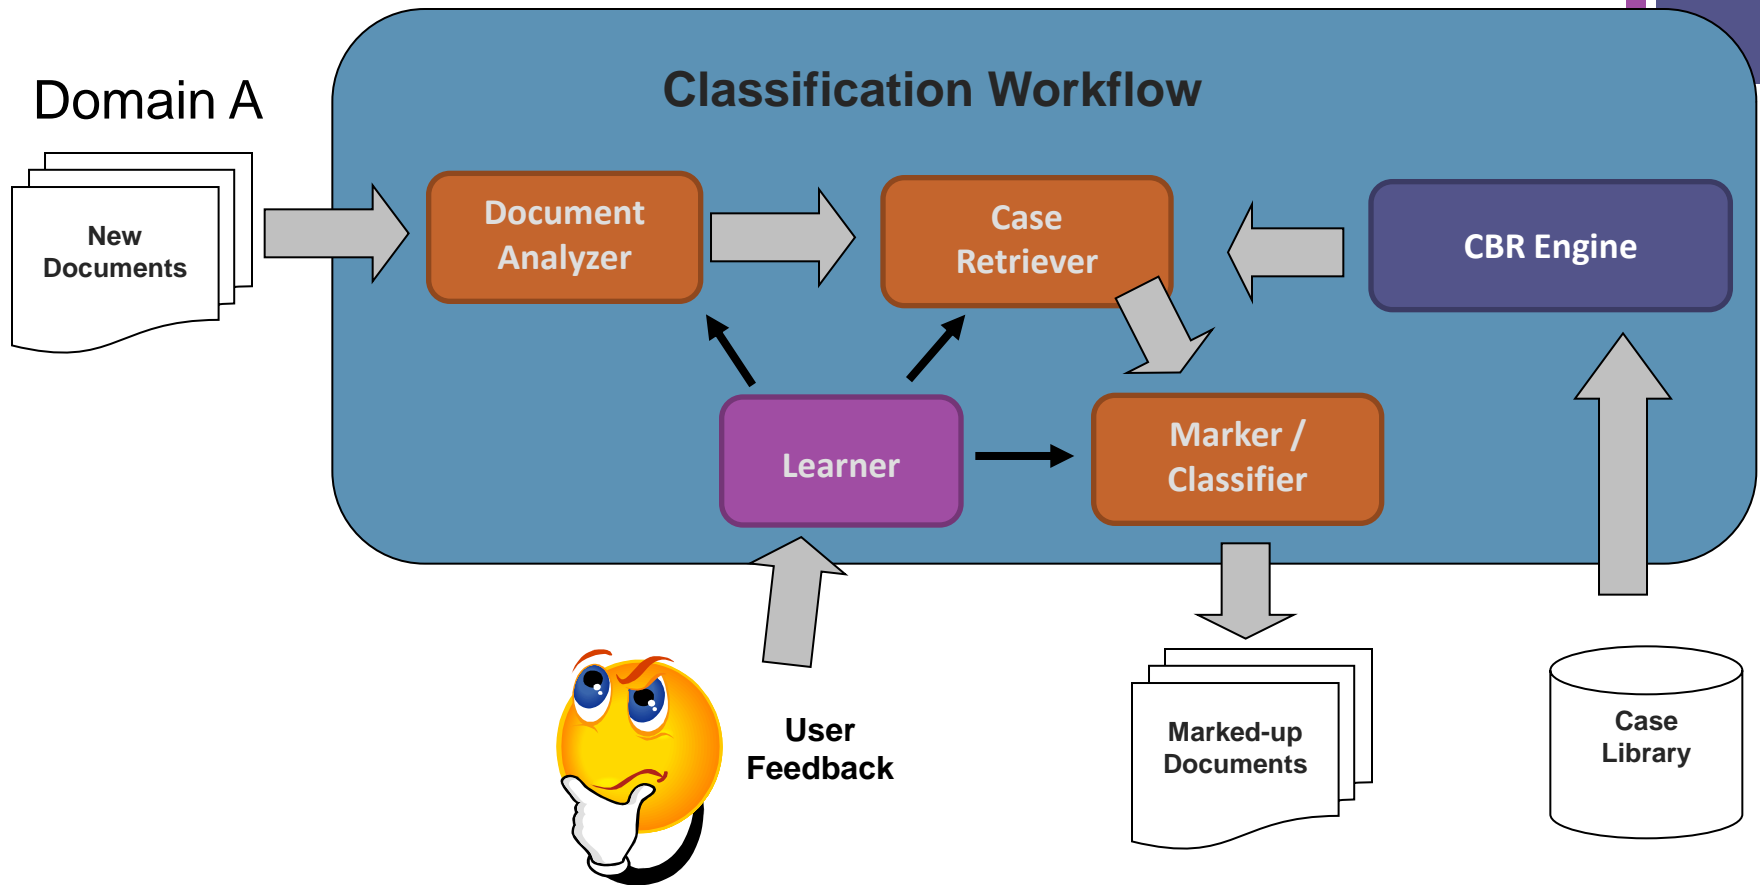 Classification Workflow
Domain A
New
Documents
Document
Analyzer
Case
Retriever
CBR Engine
Learner
Marker /
Classifier
User
Feedback
Marked-up
Documents
Case
Library